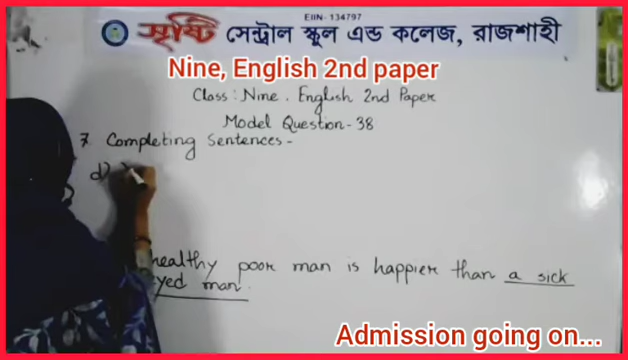 EIIN- 134797
সৃষ্টি সেন্ট্রাল স্কুল এন্ড কলেজ, রাজশাহী
Nine, English 2nd paper
Class : Nine . English 2nd Paper
Model Question - 38
7 Completing Sentences -
d)
healthy poor man is happier than a sick
yed man.
Admission going on...